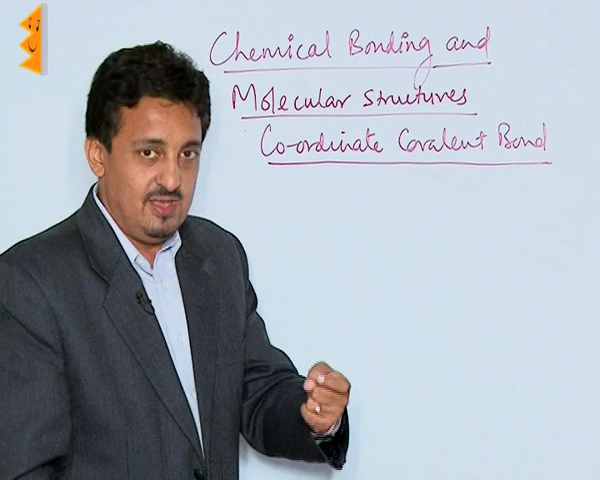 Chemical Bonding and
Molecular Structures
Co-ordinate Covalent Bond